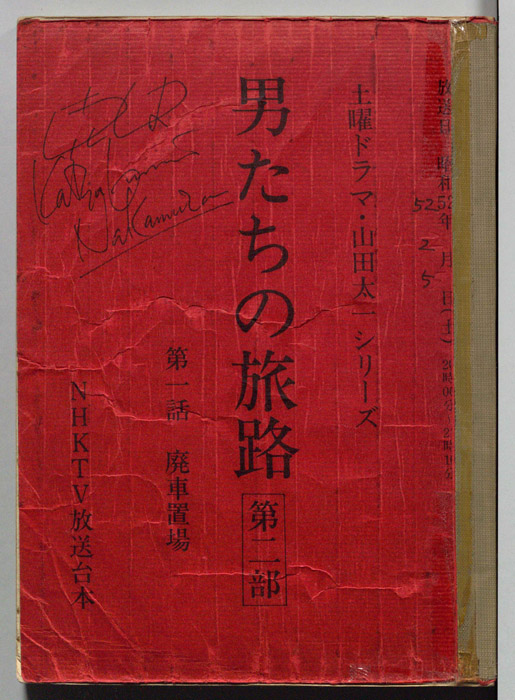 放送日 昭和52年 2月 5日(土)
土曜ドラマ・山田太一シリーズ
男たちの旅路 第二部
第一話 廃車置場
NHKTV放送台本
Nakamura